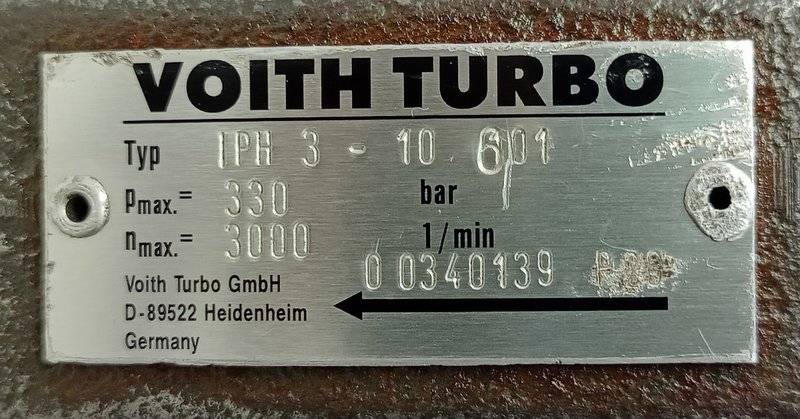 VOITH TURBO
Typ IPH 3 - 10 601
pmax.= 330 bar
nmax.= 3000 1/min
0 0340139
Voith Turbo GmbH
D-89522 Heidenheim
Germany